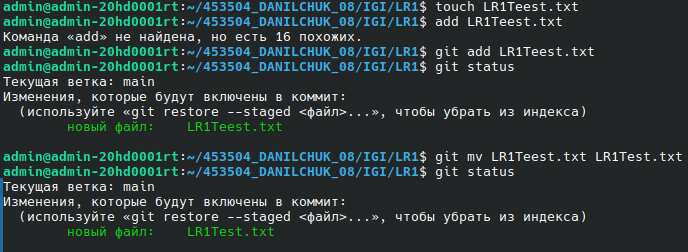 admin@admin-20hd0001rt:~/453504_DANILCHUK_08/IGI/LR1$ touch LR1Teest.txt
admin@admin-20hd0001rt:~/453504_DANILCHUK_08/IGI/LR1$ add LR1Teest.txt
Команда «add» не найдена, но есть 16 похожих.
admin@admin-20hd0001rt:~/453504_DANILCHUK_08/IGI/LR1$ git add LR1Teest.txt
admin@admin-20hd0001rt:~/453504_DANILCHUK_08/IGI/LR1$ git status
Текущая ветка: main
Изменения, которые будут включены в коммит:
  (используйте «git restore --staged <файл>...», чтобы убрать из индекса)
        новый файл:    LR1Teest.txt

admin@admin-20hd0001rt:~/453504_DANILCHUK_08/IGI/LR1$ git mv LR1Teest.txt LR1Test.txt
admin@admin-20hd0001rt:~/453504_DANILCHUK_08/IGI/LR1$ git status
Текущая ветка: main
Изменения, которые будут включены в коммит:
  (используйте «git restore --staged <файл>...», чтобы убрать из индекса)
        новый файл:    LR1Test.txt